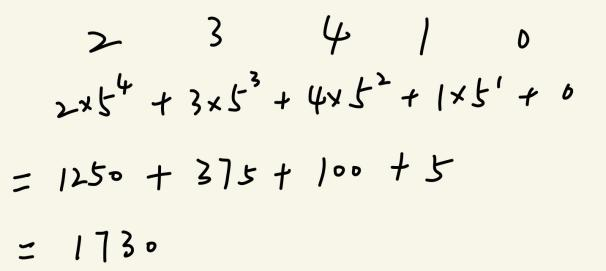 2 3 4 1 0
2×5⁴ + 3×5³ + 4×5² + 1×5¹ + 0
= 1250 + 375 + 100 + 5
= 1730